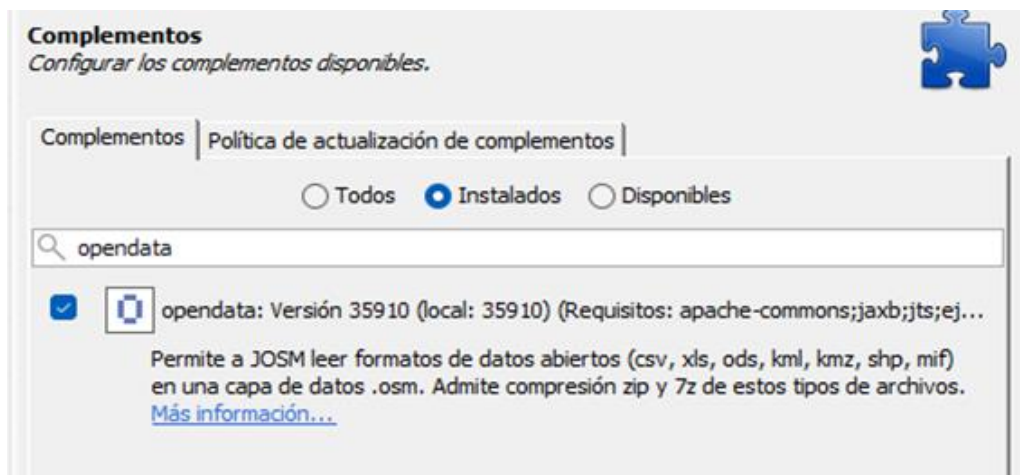 Complementos
Configurar los complementos disponibles.
Complementos
Política de actualización de complementos
Todos
Instalados
Disponibles
opendata
opendata: Versión 35910 (local: 35910) (Requisitos: apache-commons;jaxb;jts;ej...
Permite a JOSM leer formatos de datos abiertos (csv, xls, ods, kml, kmz, shp, mif)
en una capa de datos .osm. Admite compresión zip y 7z de estos tipos de archivos.
Más información...